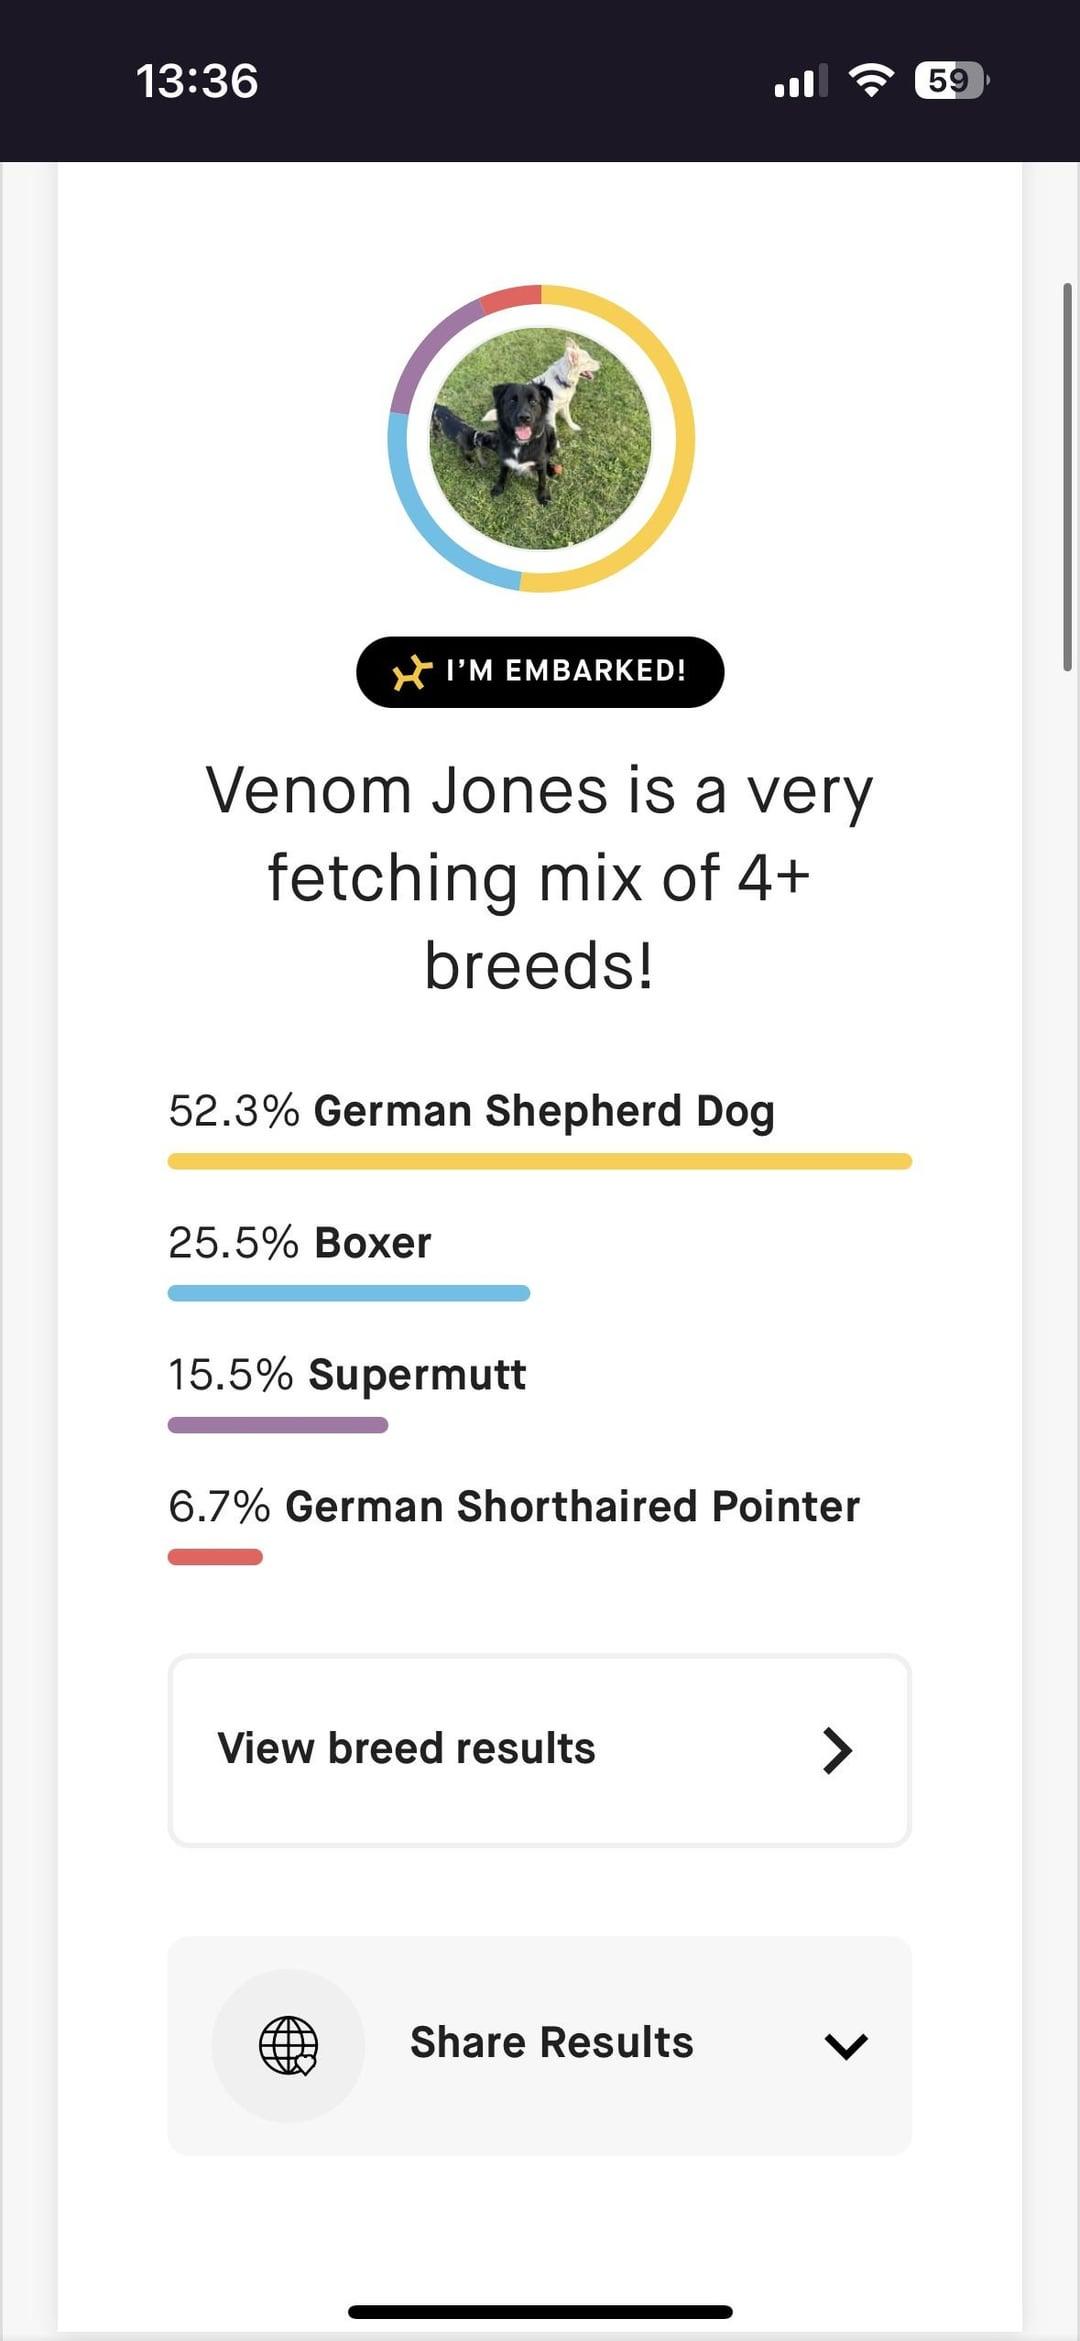 13:36
59
I'M EMBARKED!
Venom Jones is a very
fetching mix of 4+
breeds!
52.3% German Shepherd Dog
25.5% Boxer
15.5% Supermutt
6.7% German Shorthaired Pointer
View breed results
Share Results